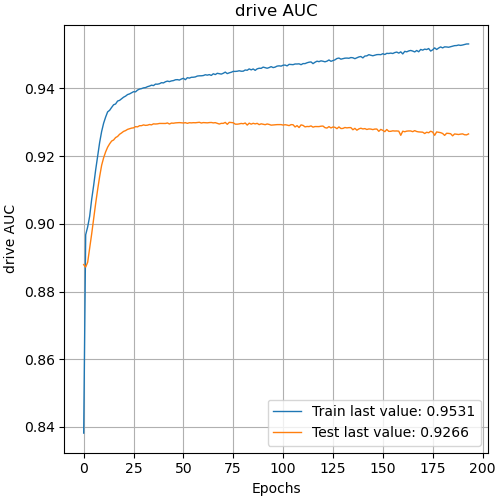 drive AUC
drive AUC
0.94
0.92
0.90
0.88
0.86
0.84
Train last value: 0.9531
Test last value: 0.9266
0 25 50 75 100 125 150 175 200
Epochs